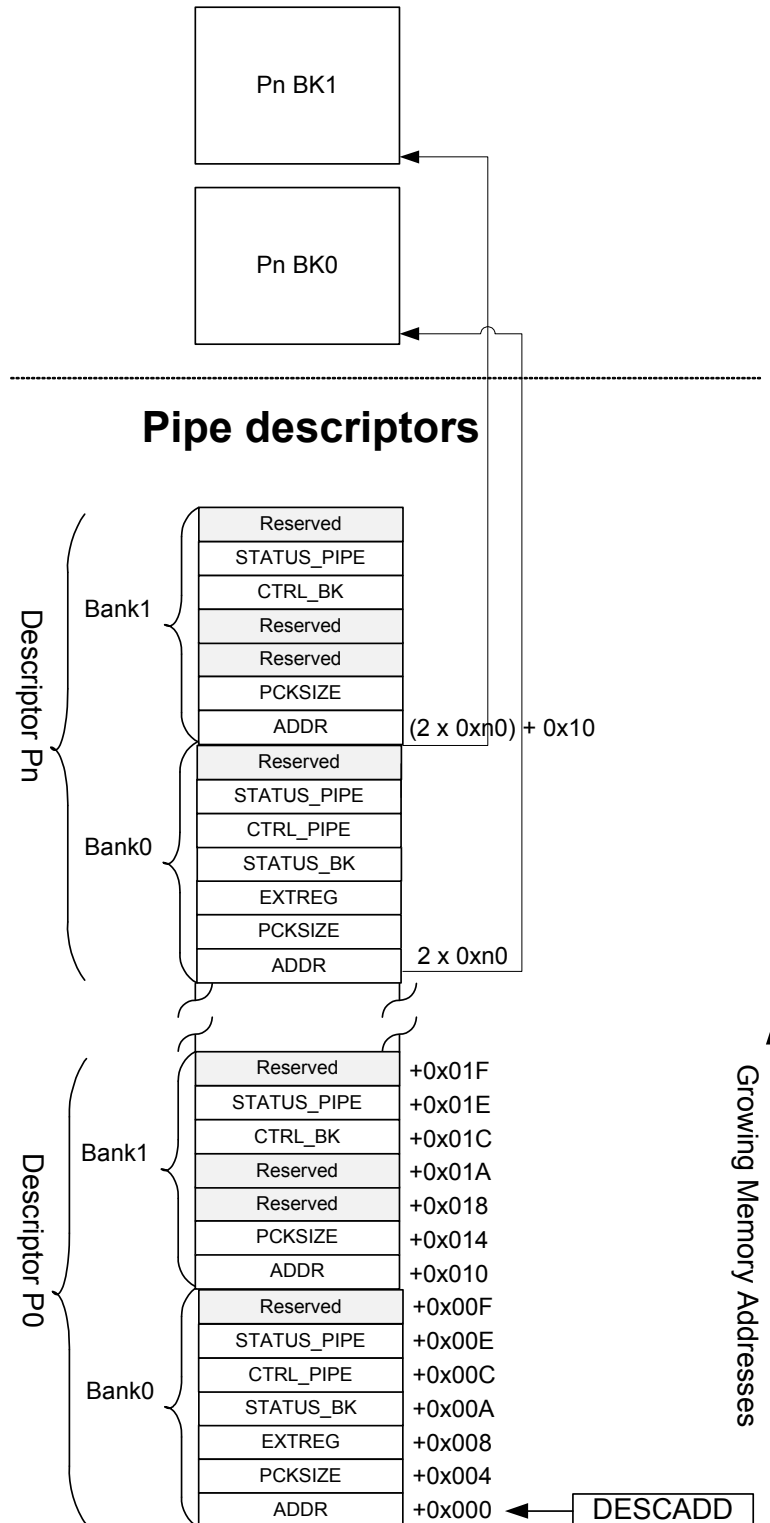 Pn BK1
Pn BK0
Pipe descriptors
Descriptor Pn
Bank1
Reserved
STATUS_PIPE
CTRL_BK
Reserved
Reserved
PCKSIZE
ADDR (2 x 0xn0) + 0x10
Bank0
Reserved
STATUS_PIPE
CTRL_PIPE
STATUS_BK
EXTREG
PCKSIZE
ADDR 2 x 0xn0
Growing Memory Addresses
Descriptor P0
Bank1
Reserved +0x01F
STATUS_PIPE +0x01E
CTRL_BK +0x01C
Reserved +0x01A
Reserved +0x018
PCKSIZE +0x014
ADDR +0x010
Bank0
Reserved +0x00F
STATUS_PIPE +0x00E
CTRL_PIPE +0x00C
STATUS_BK +0x00A
EXTREG +0x008
PCKSIZE +0x004
ADDR +0x000 DESCADD